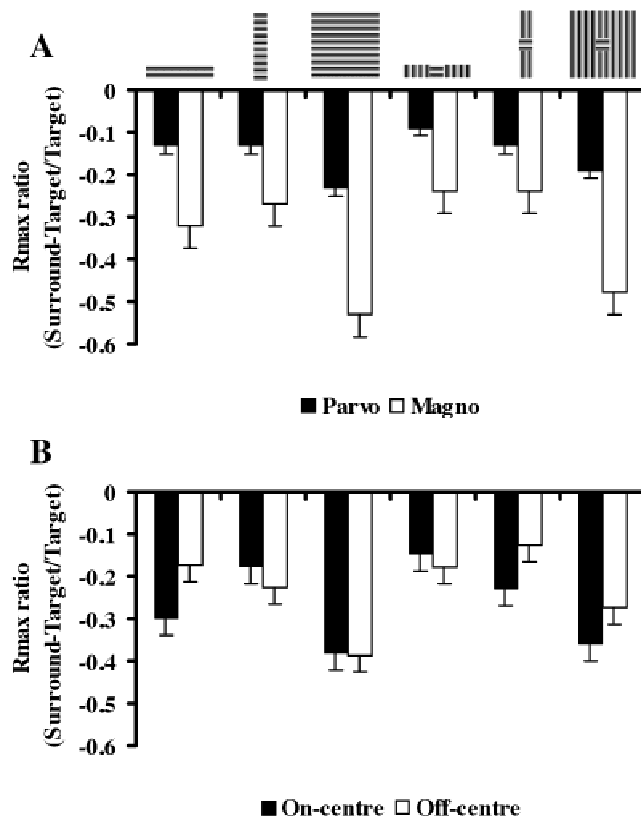 A
0
-0.1
-0.2
-0.3
-0.4
-0.5
-0.6
Rmax ratio
(Surround-Target/Target)
Parvo Magno
B
0
-0.1
-0.2
-0.3
-0.4
-0.5
-0.6
Rmax ratio
(Surround-Target/Target)
On-centre Off-centre